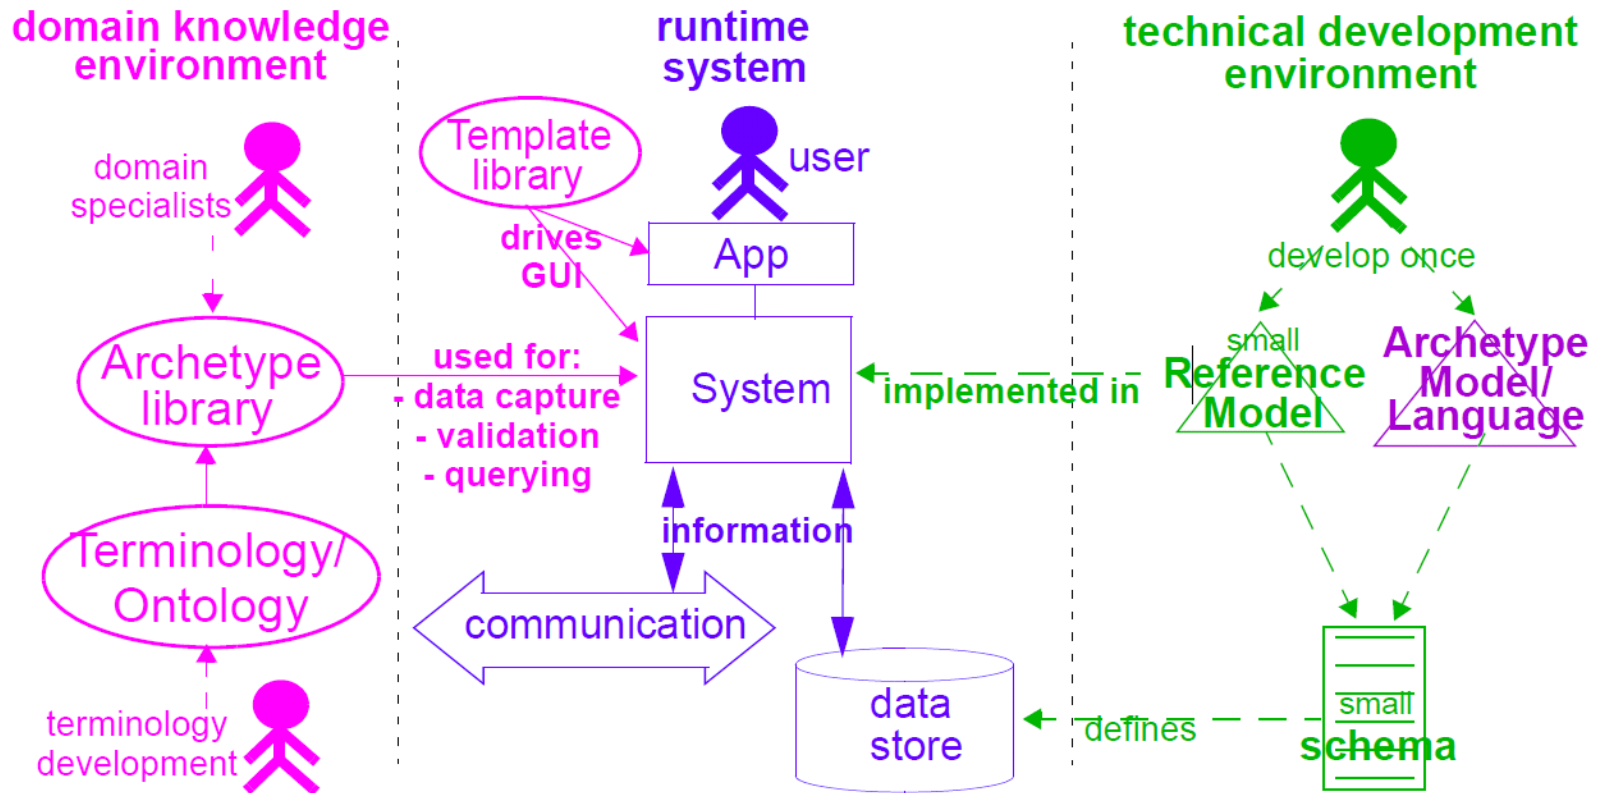 domain knowledge
environment
domain
specialists
Archetype
library
Terminology/
Ontology
terminology
development
runtime
system
Template
library
user
drives
GUI
App
used for:
- data capture
- validation
- querying
System
information
communication
data
store
technical development
environment
develop once
small
Reference
Model
Archetype
Model/
Language
implemented in
defines
small
schema